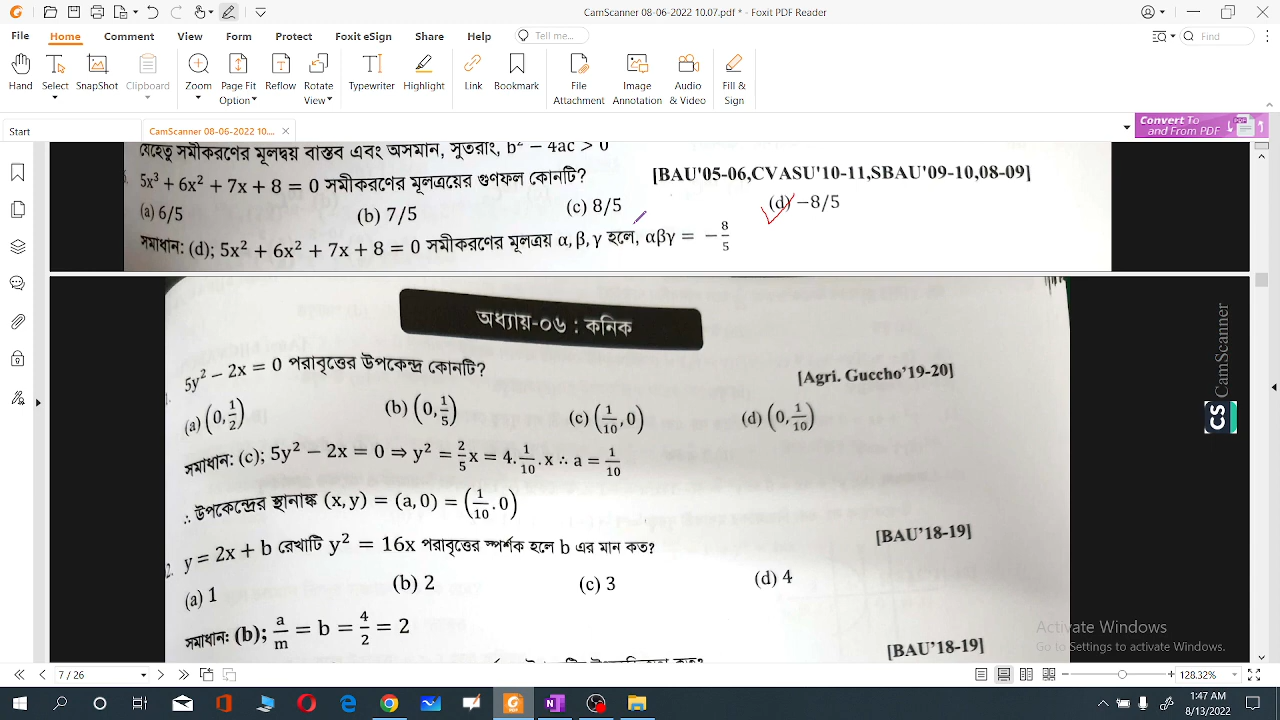 CamScanner 08-06-2022 10.07.pdf * - Foxit PDF Reader
File Home Comment View Form Protect Foxit eSign Share Help Tell me... Find
Hand Select SnapShot Clipboard Zoom Page Fit Option Reflow Rotate View Typewriter Highlight Link Bookmark File Attachment Image Annotation Audio & Video Fill & Sign
Start CamScanner 08-06-2022 10.... Convert To and From PDF
যেহেতু সমীকরণের মূলদ্বয় বাস্তব এবং অসমান, সুতরাং, b² − 4ac > 0
5x³ + 6x² + 7x + 8 = 0 সমীকরণের মূলত্রয়ের গুণফল কোনটি? [BAU'05-06,CVASU'10-11,SBAU'09-10,08-09]
(a) 6/5 (b) 7/5 (c) 8/5 (d) −8/5
সমাধান: (d); 5x² + 6x² + 7x + 8 = 0 সমীকরণের মূলত্রয় α, β, γ হলে, αβγ = −8/5
অধ্যায়-০৬ : কনিক
1. 5y² − 2x = 0 পরাবৃত্তের উপকেন্দ্র কোনটি? [Agri. Guccho'19-20]
(a) (0, 1/2) (b) (0, 1/5) (c) (1/10, 0) (d) (0, 1/10)
সমাধান: (c); 5y² − 2x = 0 ⇒ y² = 2/5x = 4.1/10.x ∴ a = 1/10
∴ উপকেন্দ্রের স্থানাঙ্ক (x, y) = (a, 0) = (1/10 . 0)
2. y = 2x + b রেখাটি y² = 16x পরাবৃত্তের স্পর্শক হলে b এর মান কত? [BAU'18-19]
(a) 1 (b) 2 (c) 3 (d) 4
সমাধান: (b); a/m = b = 4/2 = 2
[BAU'18-19]
CS CamScanner
Activate Windows
Go to Settings to activate Windows.
7 / 26 128.32%
1:47 AM
8/13/2022